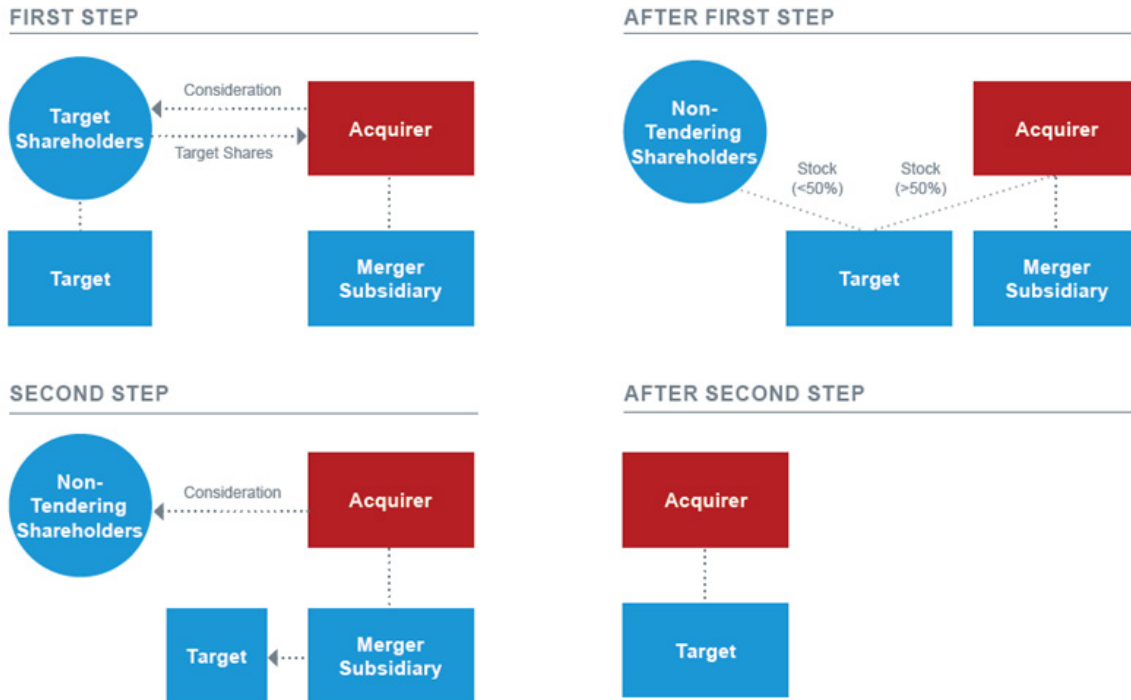 FIRST STEP
Target
Shareholders
Consideration
Target Shares
Acquirer
Target
Merger
Subsidiary
AFTER FIRST STEP
Non-
Tendering
Shareholders
Stock
(<50%)
Stock
(>50%)
Acquirer
Target
Merger
Subsidiary
SECOND STEP
Non-
Tendering
Shareholders
Consideration
Acquirer
Target
Merger
Subsidiary
AFTER SECOND STEP
Acquirer
Target